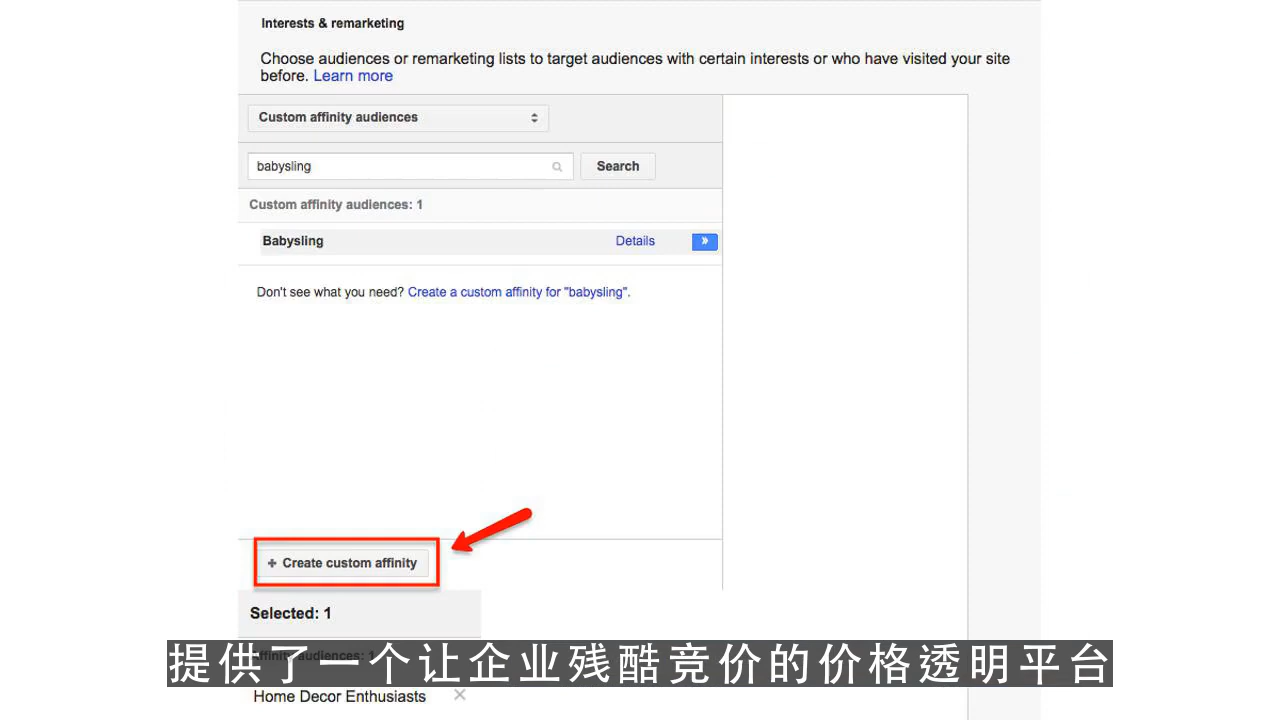 Interests & remarketing
Choose audiences or remarketing lists to target audiences with certain interests or who have visited your site
before. Learn more
Custom affinity audiences
babysling
Search
Custom affinity audiences: 1
Babysling
Details
»
Don't see what you need? Create a custom affinity for "babysling".
+ Create custom affinity
Selected: 1
Affinity audiences: 1
提供了一个让企业残酷竞价的价格透明平台
Home Decor Enthusiasts